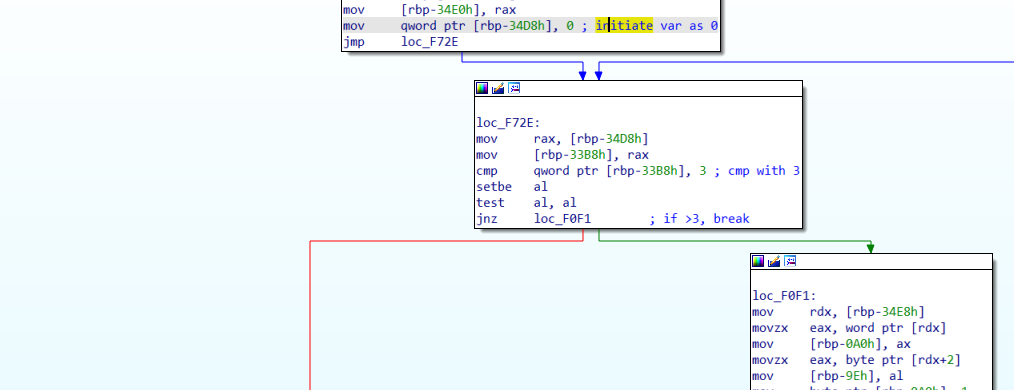 mov [rbp-34E0h], rax
mov qword ptr [rbp-34D8h], 0 ; initiate var as 0
jmp loc_F72E
loc_F72E:
mov rax, [rbp-34D8h]
mov [rbp-33B8h], rax
cmp qword ptr [rbp-33B8h], 3 ; cmp with 3
setbe al
test al, al
jnz loc_F0F1 ; if >3, break
loc_F0F1:
mov rdx, [rbp-34E8h]
movzx eax, word ptr [rdx]
mov [rbp-0A0h], ax
movzx eax, byte ptr [rdx+2]
mov [rbp-9Eh], al